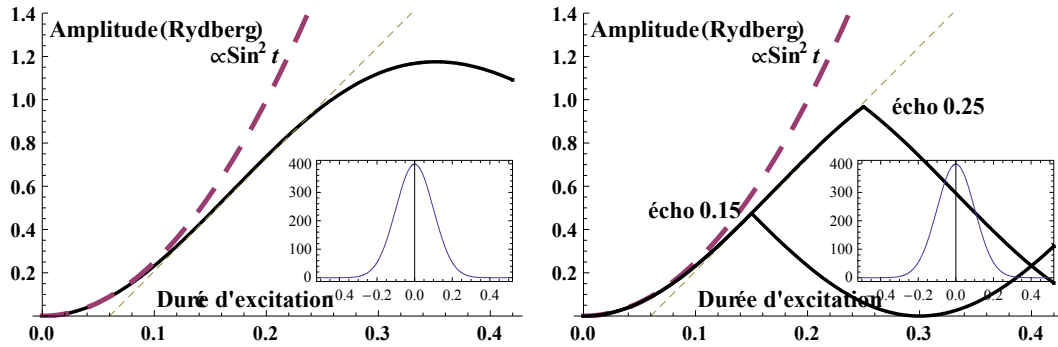 1.4
Amplitude (Rydberg)
∝Sin² t
1.2
1.0
0.8
0.6
0.4
0.2
400
300
200
100
0
−0.4 −0.2 0.0 0.2 0.4
Durée d'excitation
0.0 0.1 0.2 0.3 0.4
1.4
Amplitude (Rydberg)
∝Sin² t
1.2
1.0
écho 0.25
0.8
0.6
écho 0.15
0.4
0.2
400
300
200
100
0
−0.4 −0.2 0.0 0.2 0.4
Durée d'excitation
0.0 0.1 0.2 0.3 0.4